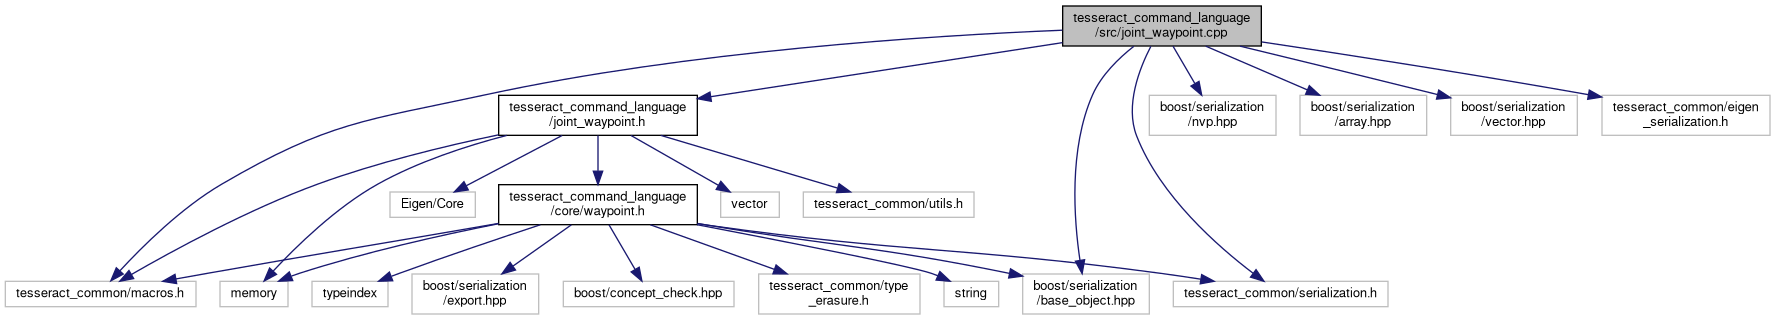 tesseract_command_language
/src/joint_waypoint.cpp
tesseract_command_language
/joint_waypoint.h
boost/serialization
/nvp.hpp
boost/serialization
/array.hpp
boost/serialization
/vector.hpp
tesseract_common/eigen
_serialization.h
Eigen/Core
tesseract_command_language
/core/waypoint.h
vector
tesseract_common/utils.h
tesseract_common/macros.h
memory
typeindex
boost/serialization
/export.hpp
boost/concept_check.hpp
tesseract_common/type
_erasure.h
string
boost/serialization
/base_object.hpp
tesseract_common/serialization.h